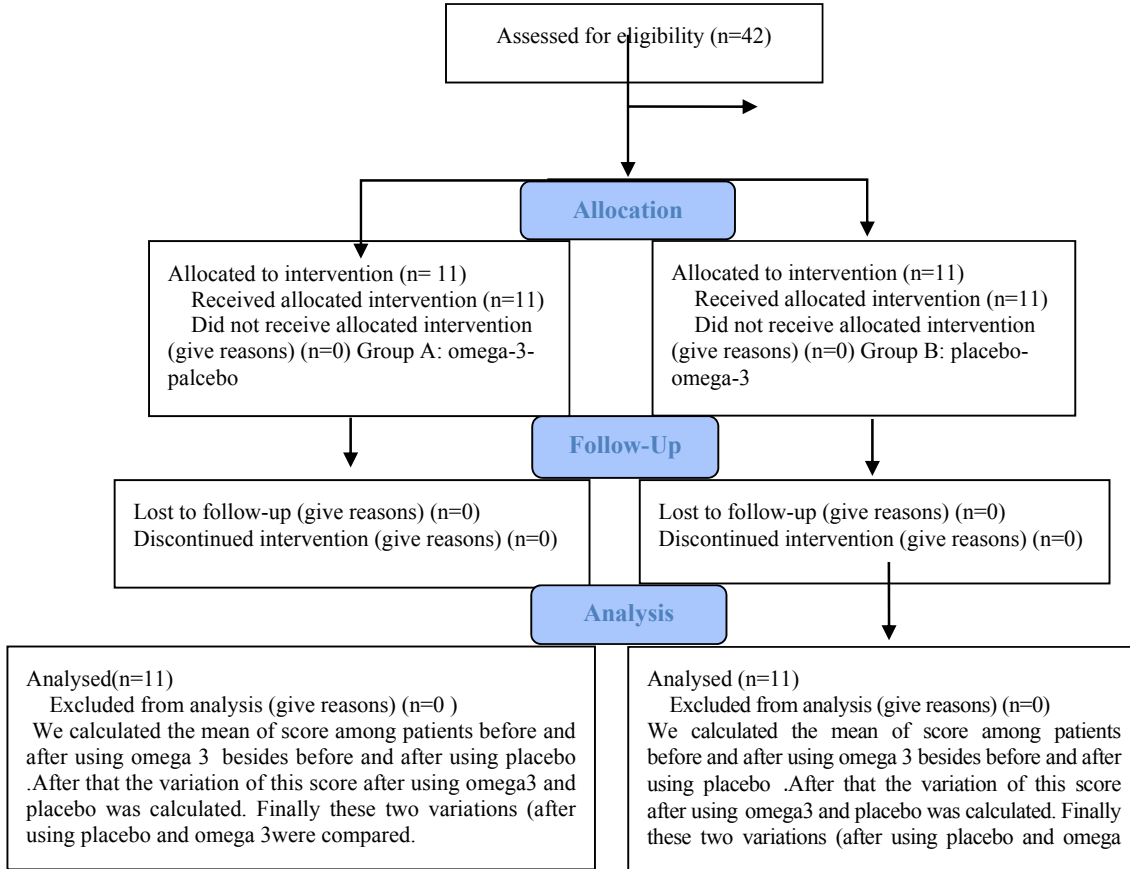 Assessed for eligibility (n=42)
Allocation
Allocated to intervention (n= 11)
Received allocated intervention (n=11)
Did not receive allocated intervention
(give reasons) (n=0) Group A: omega-3-
palcebo
Allocated to intervention (n=11)
Received allocated intervention (n=11)
Did not receive allocated intervention
(give reasons) (n=0) Group B: placebo-
omega-3
Follow-Up
Lost to follow-up (give reasons) (n=0)
Discontinued intervention (give reasons) (n=0)
Lost to follow-up (give reasons) (n=0)
Discontinued intervention (give reasons) (n=0)
Analysis
Analysed(n=11)
Excluded from analysis (give reasons) (n=0 )
We calculated the mean of score among patients before and
after using omega 3 besides before and after using placebo
.After that the variation of this score after using omega3 and
placebo was calculated. Finally these two variations (after
using placebo and omega 3were compared.
Analysed (n=11)
Excluded from analysis (give reasons) (n=0)
We calculated the mean of score among patients
before and after using omega 3 besides before and after
using placebo .After that the variation of this score
after using omega3 and placebo was calculated. Finally
these two variations (after using placebo and omega